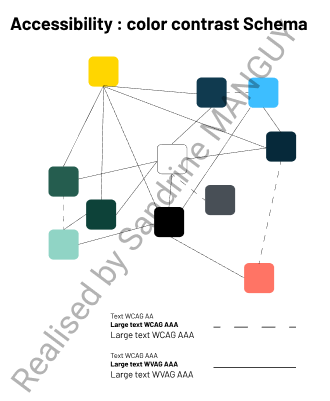 Accessibility : color contrast Schema
Realised by Sandrine MANGUY
Text WCAG AA
Large text WCAG AAA
Large text WCAG AAA
Text WCAG AAA
Large text WVAG AAA
Large text WVAG AAA